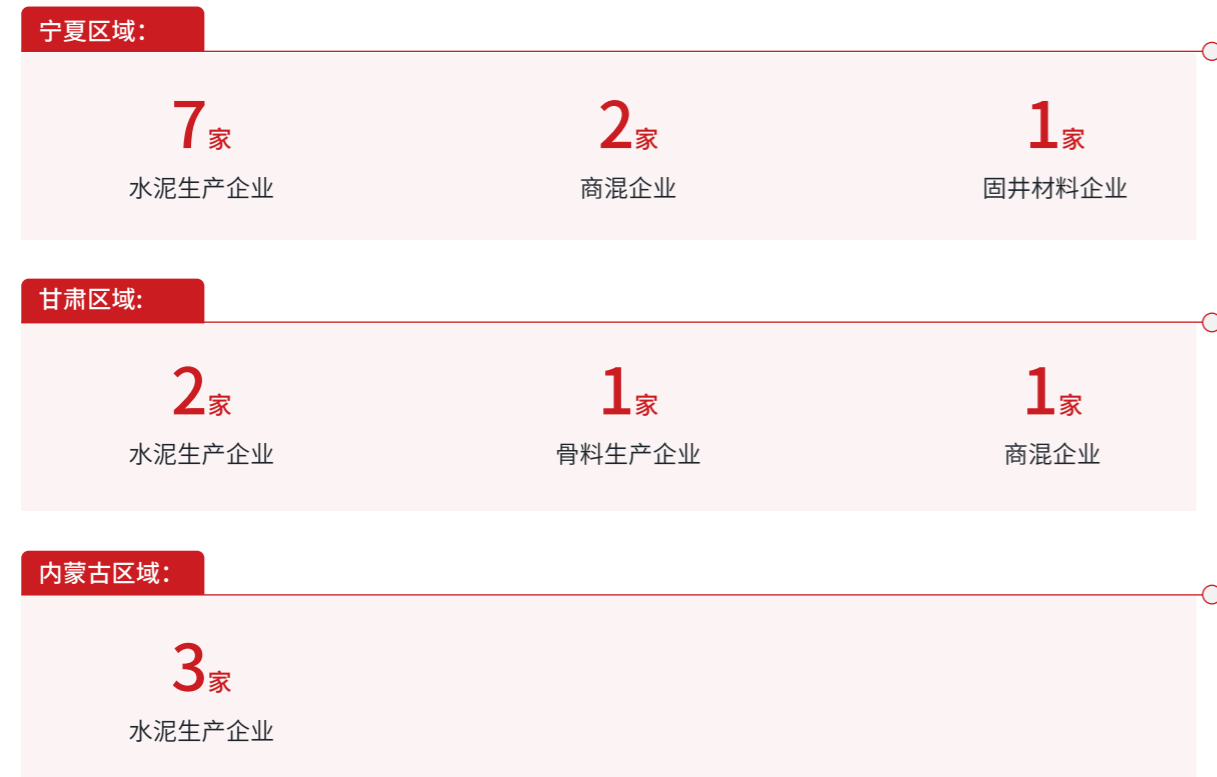 宁夏区域：
7家 2家 1家
水泥生产企业 商混企业 固井材料企业
甘肃区域:
2家 1家 1家
水泥生产企业 骨料生产企业 商混企业
内蒙古区域：
3家
水泥生产企业